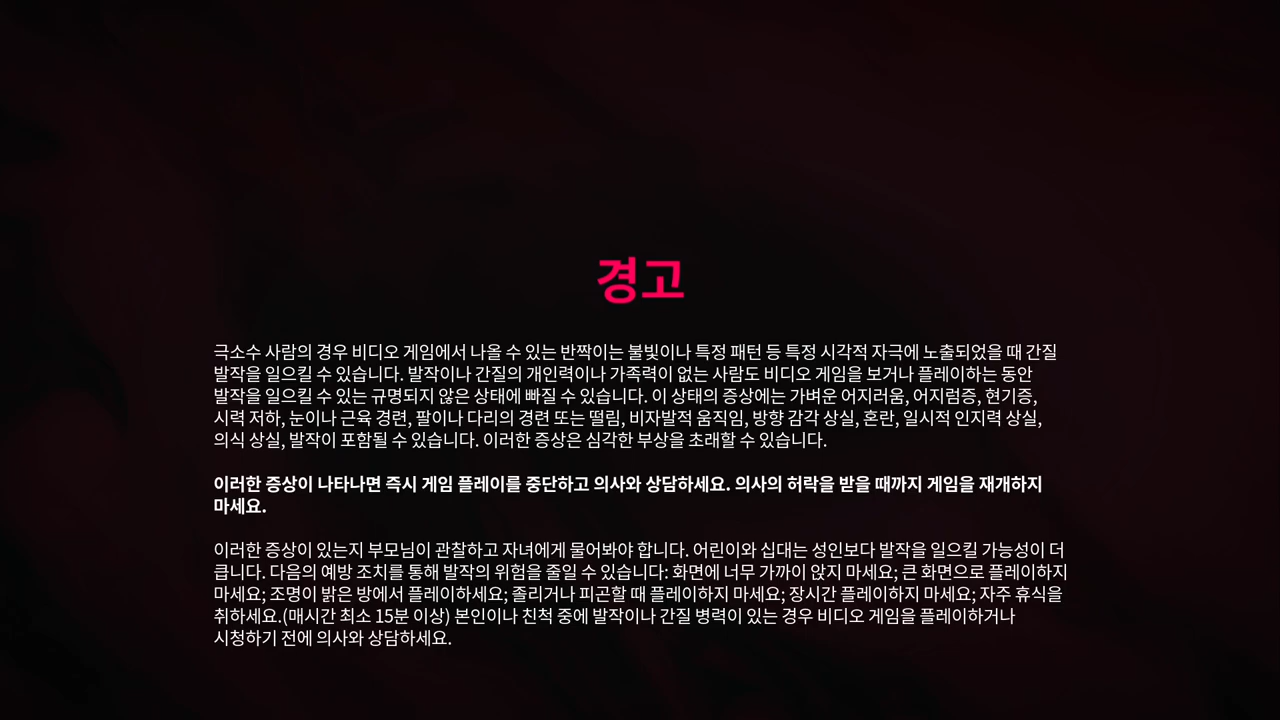 경고
극소수 사람의 경우 비디오 게임에서 나올 수 있는 반짝이는 불빛이나 특정 패턴 등 특정 시각적 자극에 노출되었을 때 간질
발작을 일으킬 수 있습니다. 발작이나 간질의 개인력이나 가족력이 없는 사람도 비디오 게임을 보거나 플레이하는 동안
발작을 일으킬 수 있는 규명되지 않은 상태에 빠질 수 있습니다. 이 상태의 증상에는 가벼운 어지러움, 어지럼증, 현기증,
시력 저하, 눈이나 근육 경련, 팔이나 다리의 경련 또는 떨림, 비자발적 움직임, 방향 감각 상실, 혼란, 일시적 인지력 상실,
의식 상실, 발작이 포함될 수 있습니다. 이러한 증상은 심각한 부상을 초래할 수 있습니다.
이러한 증상이 나타나면 즉시 게임 플레이를 중단하고 의사와 상담하세요. 의사의 허락을 받을 때까지 게임을 재개하지
마세요.
이러한 증상이 있는지 부모님이 관찰하고 자녀에게 물어봐야 합니다. 어린이와 십대는 성인보다 발작을 일으킬 가능성이 더
큽니다. 다음의 예방 조치를 통해 발작의 위험을 줄일 수 있습니다: 화면에 너무 가까이 앉지 마세요; 큰 화면으로 플레이하지
마세요; 조명이 밝은 방에서 플레이하세요; 졸리거나 피곤할 때 플레이하지 마세요; 장시간 플레이하지 마세요; 자주 휴식을
취하세요.(매시간 최소 15분 이상) 본인이나 친척 중에 발작이나 간질 병력이 있는 경우 비디오 게임을 플레이하거나
시청하기 전에 의사와 상담하세요.